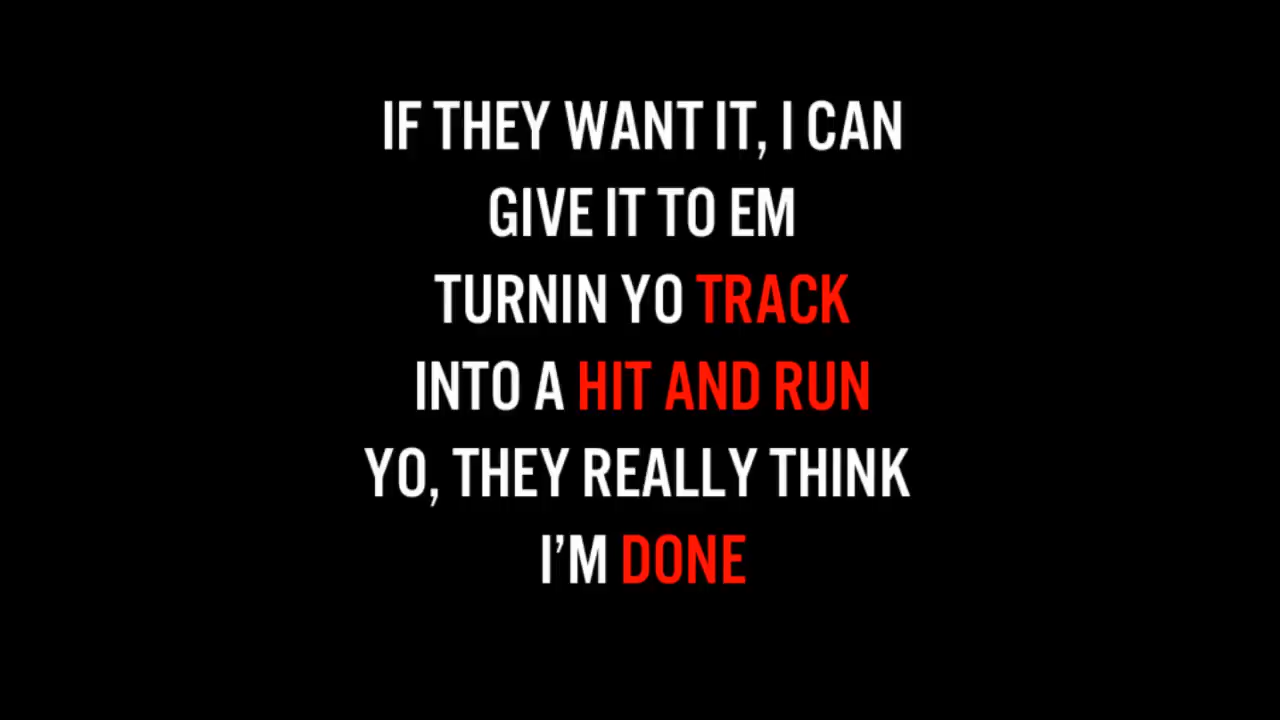 IF THEY WANT IT, I CAN
GIVE IT TO EM
TURNIN YO TRACK
INTO A HIT AND RUN
YO, THEY REALLY THINK
I’M DONE